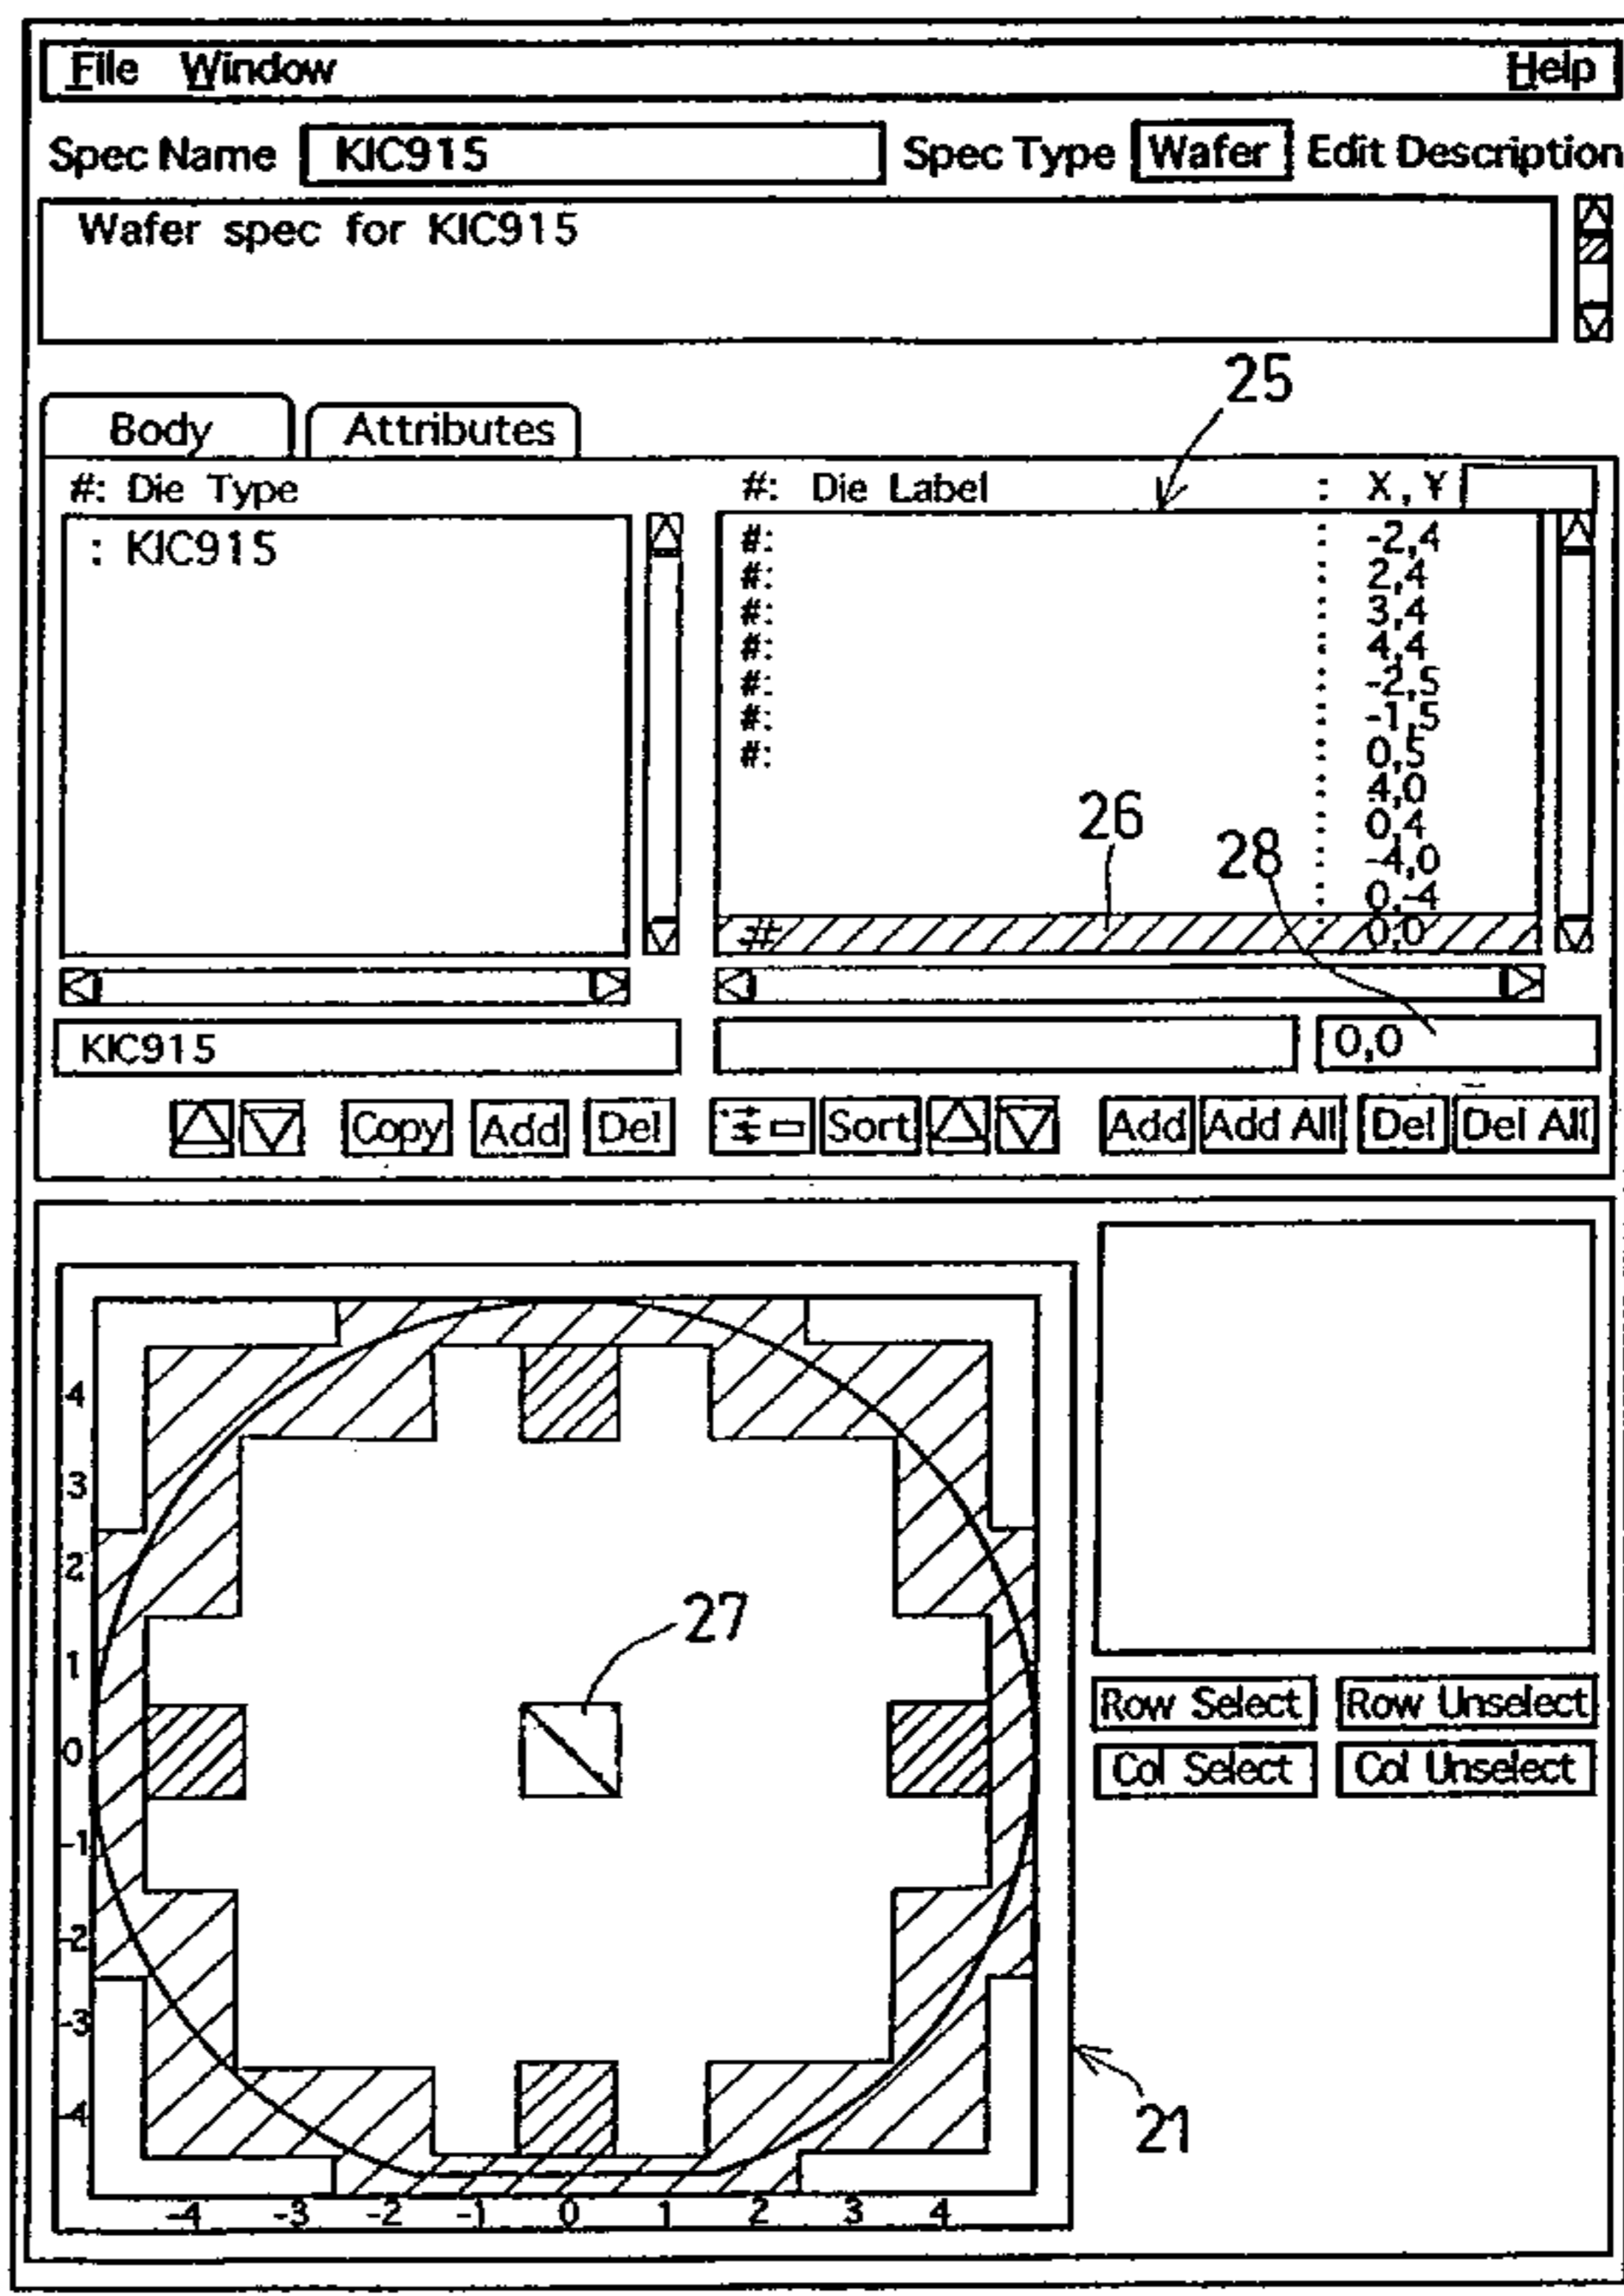 File Window Help
Spec Name KIC915 Spec Type Wafer Edit Description
Wafer spec for KIC915
25
Body Attributes
#: Die Type #: Die Label : X, Y
: KIC915 #: : -2,4
#: : 2,4
#: : 3,4
#: : 4,4
#: : -2,5
#: : -1,5
#: : 0,5
: 4,0
26 : 0,4
28 : -4,0
: 0,-4
# : 0,0
KIC915 0,0
Copy Add Del Sort Add Add All Del Del All
4
3
2
27
1
Row Select Row Unselect
0
Col Select Col Unselect
-1
-2
-3
-4
21
-4 -3 -2 -1 0 1 2 3 4